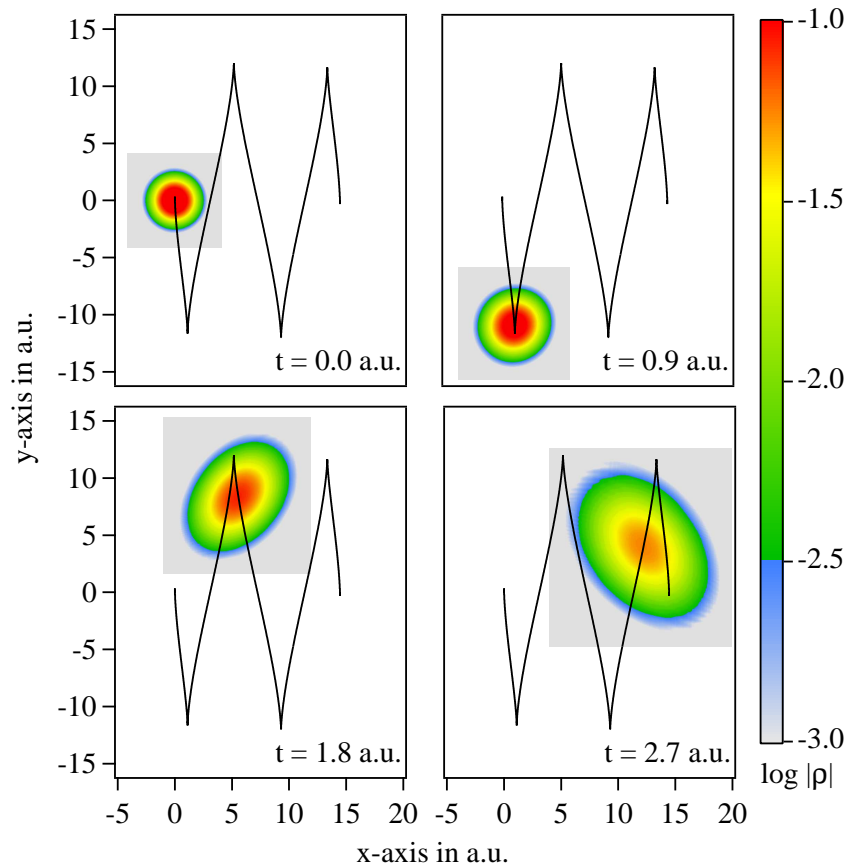 15
10
5
0
-5
-10
-15
t = 0.0 a.u.
t = 0.9 a.u.
15
10
5
0
-5
-10
-15
t = 1.8 a.u.
t = 2.7 a.u.
-5 0 5 10 15 20
-5 0 5 10 15 20
x-axis in a.u.
y-axis in a.u.
-1.0
-1.5
-2.0
-2.5
-3.0
log |ρ|